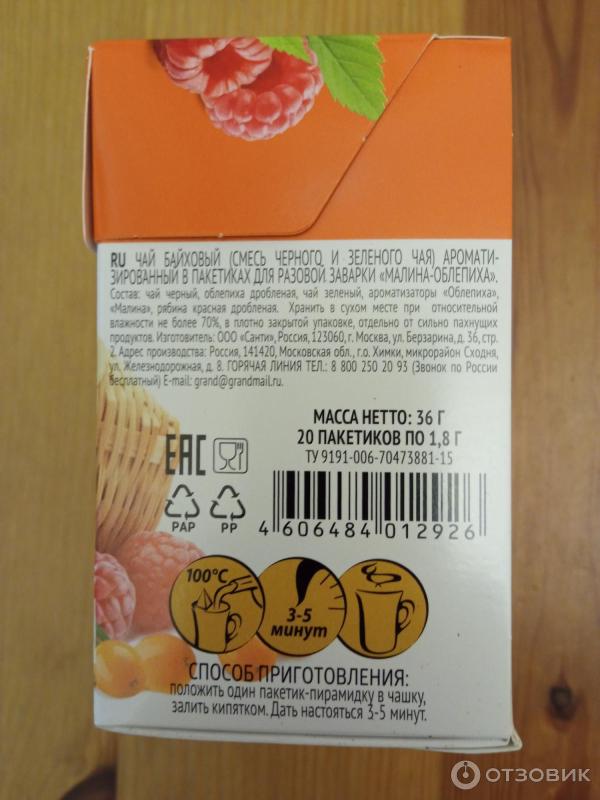 RU ЧАЙ БАЙХОВЫЙ (СМЕСЬ ЧЕРНОГО И ЗЕЛЕНОГО ЧАЯ) АРОМАТИ-
ЗИРОВАННЫЙ В ПАКЕТИКАХ ДЛЯ РАЗОВОЙ ЗАВАРКИ «МАЛИНА-ОБЛЕПИХА».
Состав: чай черный, облепиха дробленая, чай зеленый, ароматизаторы «Облепиха»,
«Малина», рябина красная дробленая. Хранить в сухом месте при относительной
влажности не более 70%, в плотно закрытой упаковке, отдельно от сильно пахнущих
продуктов. Изготовитель: ООО «Санти», Россия, 123060, г. Москва, ул. Берзарина, д. 36, стр.
2. Адрес производства: Россия, 141420, Московская обл., г.о. Химки, микрорайон Сходня,
ул. Железнодорожная, д. 8. ГОРЯЧАЯ ЛИНИЯ ТЕЛ.: 8 800 250 20 93 (Звонок по России
бесплатный) E-mail: grand@grandmail.ru.
МАССА НЕТТО: 36 Г
20 ПАКЕТИКОВ ПО 1,8 Г
ТУ 9191-006-70473881-15
EAC
PAP PP
4 606484 012926
100°C
3-5
минут
СПОСОБ ПРИГОТОВЛЕНИЯ:
положить один пакетик-пирамидку в чашку,
залить кипятком. Дать настояться 3-5 минут.
ОТЗОВИК